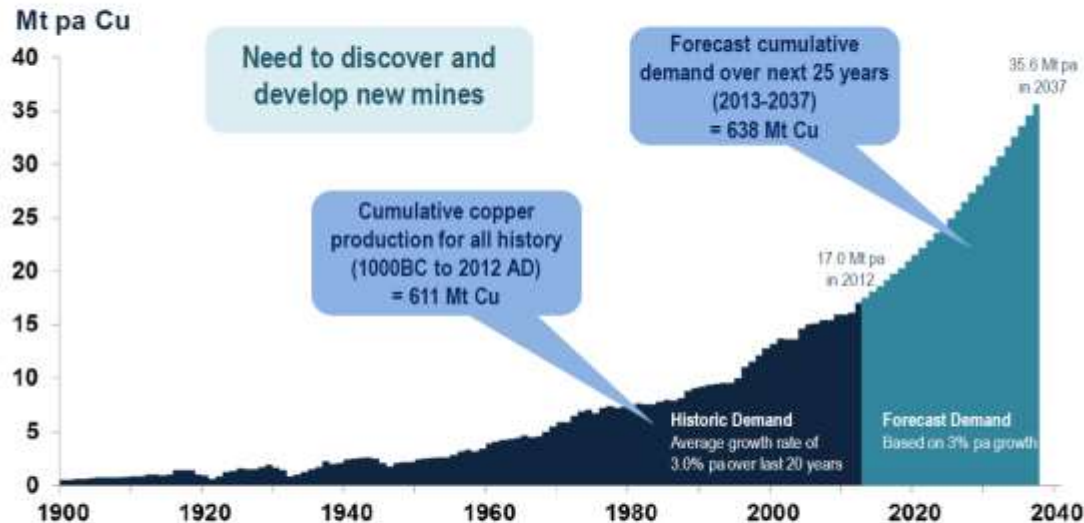 Mt pa Cu
40
35
30
25
20
15
10
5
0
Need to discover and
develop new mines
Forecast cumulative
demand over next 25 years
(2013-2037)
= 638 Mt Cu
35.6 Mt pa
in 2037
Cumulative copper
production for all history
(1000BC to 2012 AD)
= 611 Mt Cu
17.0 Mt pa
in 2012
Historic Demand
Average growth rate of
3.0% pa over last 20 years
Forecast Demand
Based on 3% pa growth
1900 1920 1940 1960 1980 2000 2020 2040